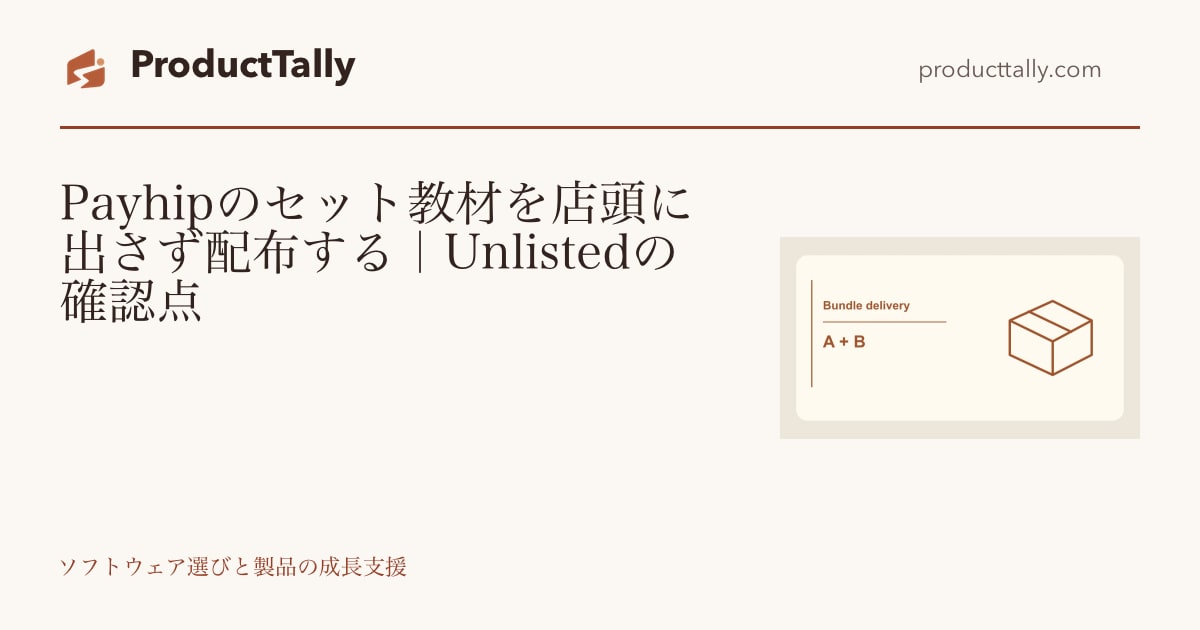 ProductTally
producttally.com
Payhipのセット教材を店頭に
出さず配布する｜Unlistedの
確認点
Bundle delivery
A + B
ソフトウェア選びと製品の成長支援